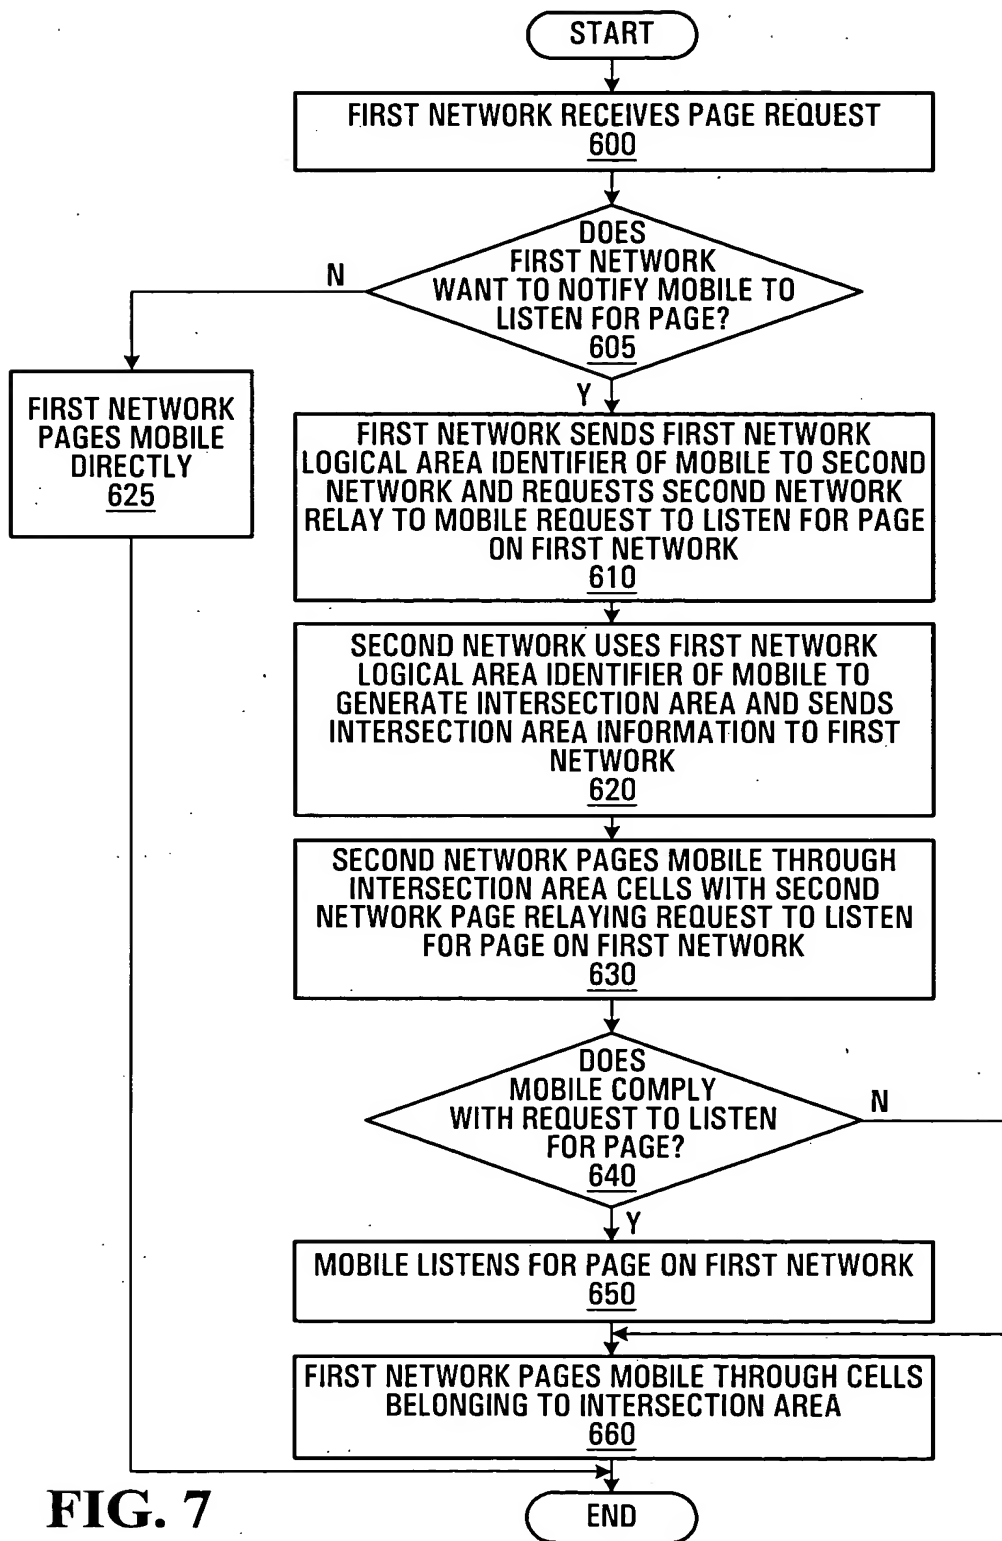 START
FIRST NETWORK RECEIVES PAGE REQUEST
600
DOES
FIRST NETWORK
WANT TO NOTIFY MOBILE TO
LISTEN FOR PAGE?
605
N
Y
FIRST NETWORK
PAGES MOBILE
DIRECTLY
625
FIRST NETWORK SENDS FIRST NETWORK
LOGICAL AREA IDENTIFIER OF MOBILE TO SECOND
NETWORK AND REQUESTS SECOND NETWORK
RELAY TO MOBILE REQUEST TO LISTEN FOR PAGE
ON FIRST NETWORK
610
SECOND NETWORK USES FIRST NETWORK
LOGICAL AREA IDENTIFIER OF MOBILE TO
GENERATE INTERSECTION AREA AND SENDS
INTERSECTION AREA INFORMATION TO FIRST
NETWORK
620
SECOND NETWORK PAGES MOBILE THROUGH
INTERSECTION AREA CELLS WITH SECOND
NETWORK PAGE RELAYING REQUEST TO LISTEN
FOR PAGE ON FIRST NETWORK
630
DOES
MOBILE COMPLY
WITH REQUEST TO LISTEN
FOR PAGE?
640
N
Y
MOBILE LISTENS FOR PAGE ON FIRST NETWORK
650
FIRST NETWORK PAGES MOBILE THROUGH CELLS
BELONGING TO INTERSECTION AREA
660
END
FIG. 7